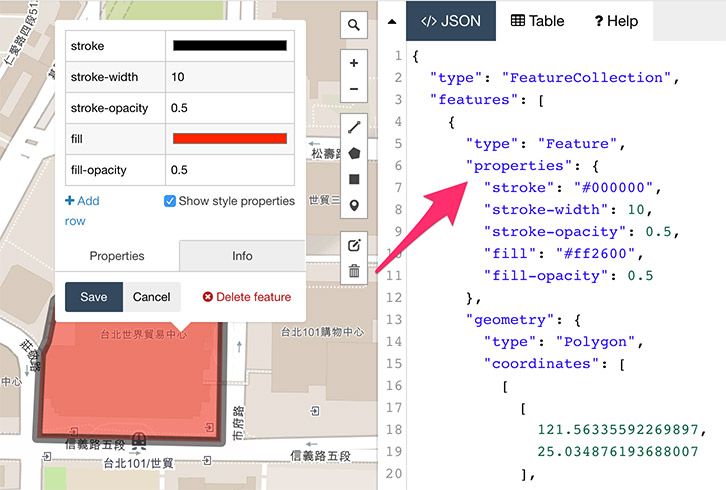 仁愛路四段51
stroke
stroke-width 10
stroke-opacity 0.5
fill
fill-opacity 0.5
+ Add row
Show style properties
Properties Info
Save Cancel Delete feature
松壽路
世貿三
台北世界貿易中心
台北101購物中心
莊敬路
中心
市府路
信義路五段
信義路五段
台北101/世貿
</> JSON Table ? Help
1 {
2 "type": "FeatureCollection",
3 "features": [
4 {
5 "type": "Feature",
6 "properties": {
7 "stroke": "#000000",
8 "stroke-width": 10,
9 "stroke-opacity": 0.5,
10 "fill": "#ff2600",
11 "fill-opacity": 0.5
12 },
13 "geometry": {
14 "type": "Polygon",
15 "coordinates": [
16 [
17 [
18 121.56335592269897,
19 25.034876193688007
20 ],